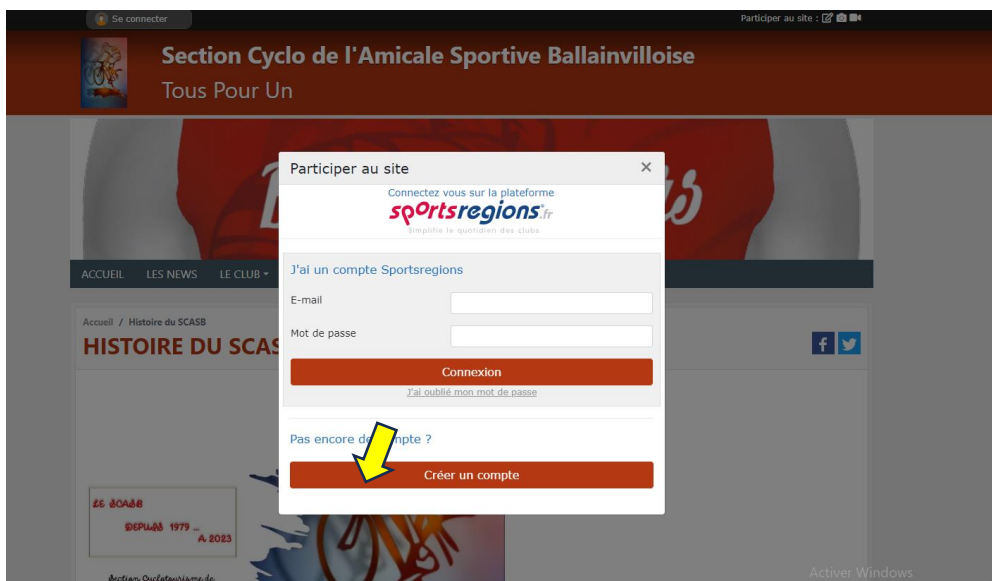 Se connecter
Participer au site :
Section Cyclo de l'Amicale Sportive Ballainvilloise
Tous Pour Un
Participer au site ×
Connectez vous sur la plateforme
sportsregions.fr
Simplifie le quotidien des clubs
ACCUEIL LES NEWS LE CLUB
J'ai un compte Sportsregions
E-mail
Mot de passe
Connexion
J'ai oublié mon mot de passe
Accueil / Histoire du SCASB
HISTOIRE DU SCAS
Pas encore de compte ?
Créer un compte
LE SCASB
DEPUIS 1979 ...
A 2023
Section Cyclotourisme de
Activer Windows